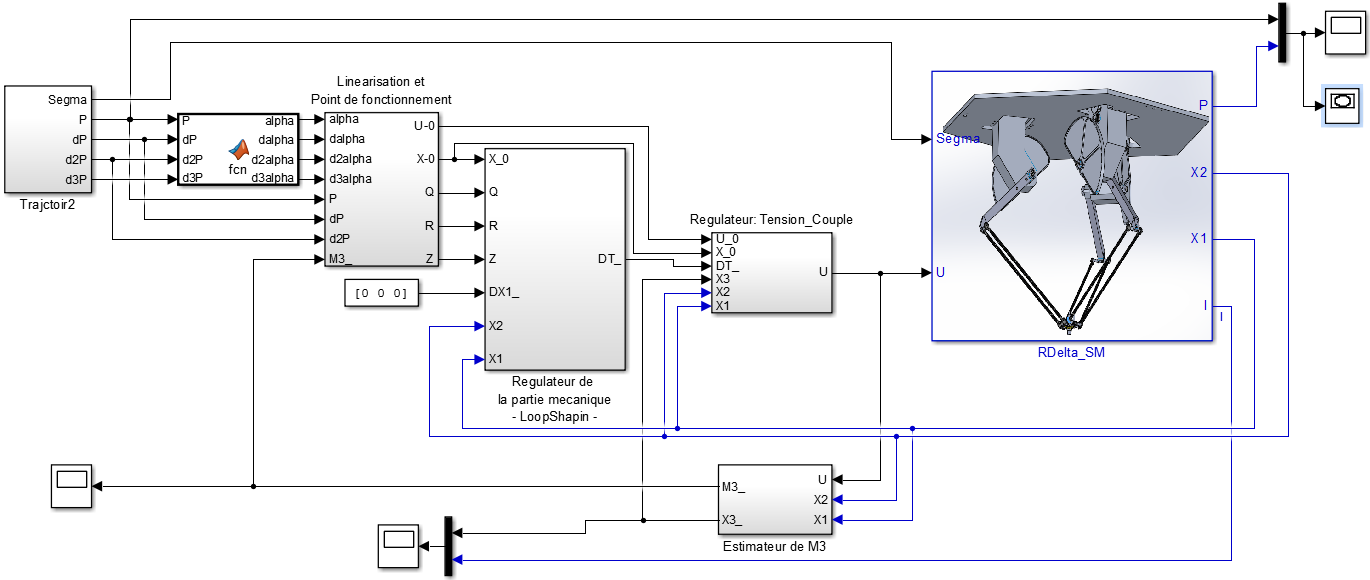 Segma
P
dP
d2P
d3P
Trajctoir2
P
dP
d2P
d3P
fcn
alpha
dalpha
d2alpha
d3alpha
Linearisation et
Point de fonctionnement
alpha
dalpha
d2alpha
d3alpha
P
dP
d2P
M3_
U-0
X-0
Q
R
Z
[0 0 0]
X_0
Q
R
Z
DX1_
X2
X1
DT_
Regulateur de
la partie mecanique
- LoopShapin -
Regulateur: Tension_Couple
U_0
X_0
DT_
X3
X2
X1
U
Segma
U
P
X2
X1
I
I
RDelta_SM
M3_
X3_
U
X2
X1
Estimateur de M3